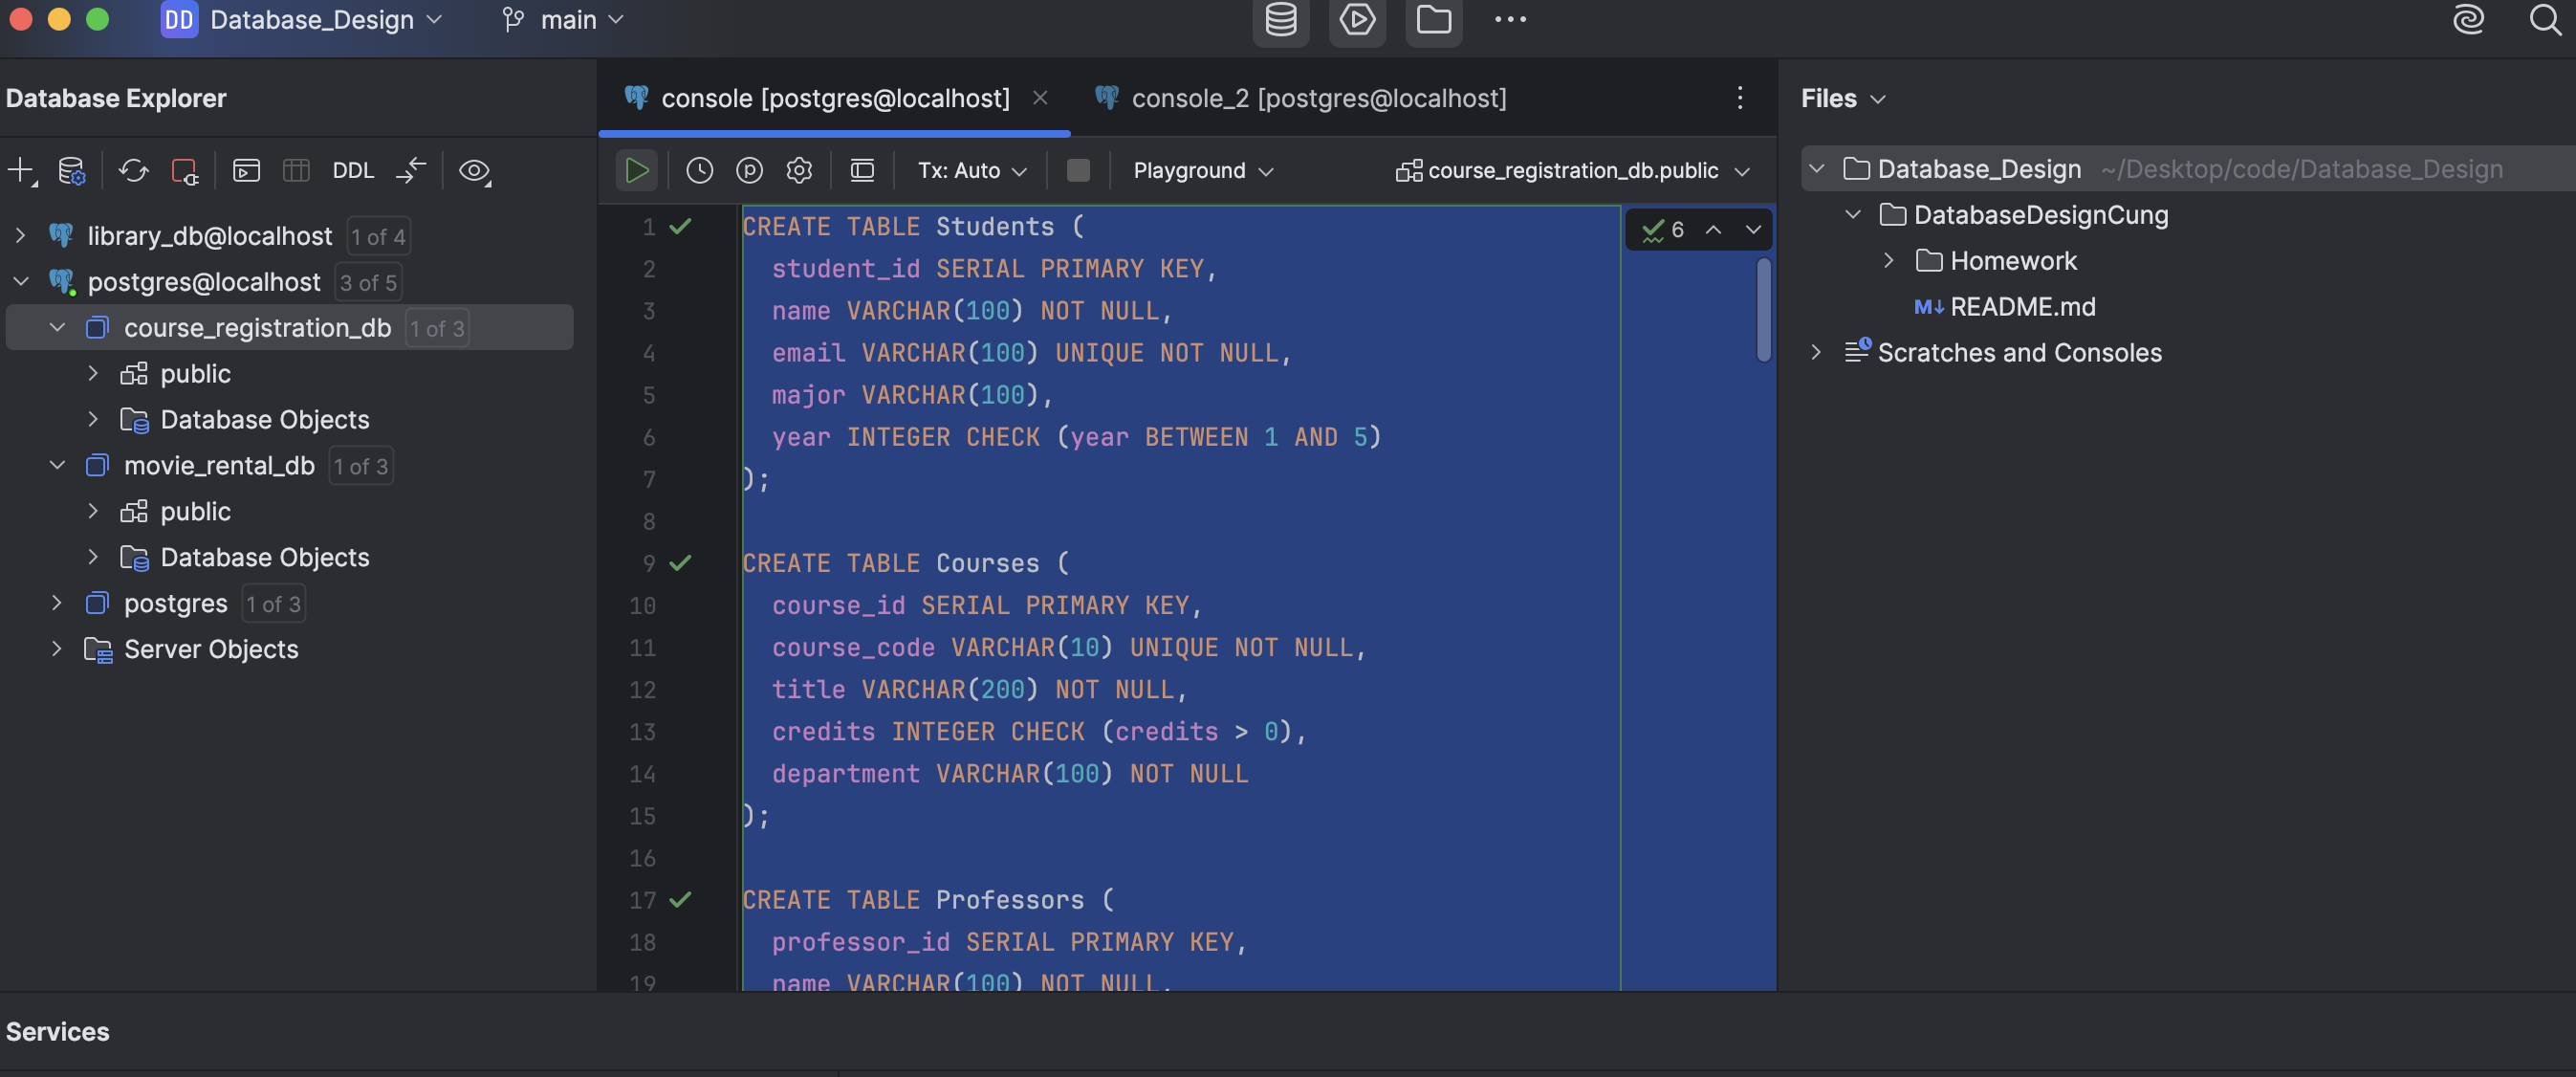 DD Database_Design main
Database Explorer
DDL
library_db@localhost 1 of 4
postgres@localhost 3 of 5
course_registration_db 1 of 3
public
Database Objects
movie_rental_db 1 of 3
public
Database Objects
postgres 1 of 3
Server Objects
console [postgres@localhost] console_2 [postgres@localhost]
Tx: Auto Playground course_registration_db.public
6
1 CREATE TABLE Students (
2 student_id SERIAL PRIMARY KEY,
3 name VARCHAR(100) NOT NULL,
4 email VARCHAR(100) UNIQUE NOT NULL,
5 major VARCHAR(100),
6 year INTEGER CHECK (year BETWEEN 1 AND 5)
7 );
8
9 CREATE TABLE Courses (
10 course_id SERIAL PRIMARY KEY,
11 course_code VARCHAR(10) UNIQUE NOT NULL,
12 title VARCHAR(200) NOT NULL,
13 credits INTEGER CHECK (credits > 0),
14 department VARCHAR(100) NOT NULL
15 );
16
17 CREATE TABLE Professors (
18 professor_id SERIAL PRIMARY KEY,
19 name VARCHAR(100) NOT NULL,
Files
Database_Design ~/Desktop/code/Database_Design
DatabaseDesignCung
Homework
M↓ README.md
Scratches and Consoles
Services